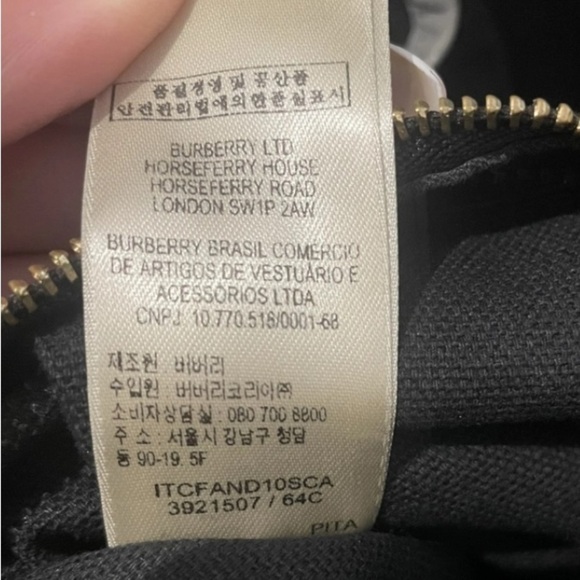 품질경영 및 공산품
안전관리법에의한품질표시
BURBERRY LTD
HORSEFERRY HOUSE
HORSEFERRY ROAD
LONDON SW1P 2AW
BURBERRY BRASIL COMERCIO
DE ARTIGOS DE VESTUÁRIO E
ACESSÓRIOS LTDA
CNPJ: 10.770.518/0001-68
제조원 버버리
수입원 : 버버리코리아㈜
소비자상담실 : 080 700 8800
주 소 : 서울시 강남구 청담
동 90-19. 5F
ITCFAND10SCA
3921507 / 64C
PITA